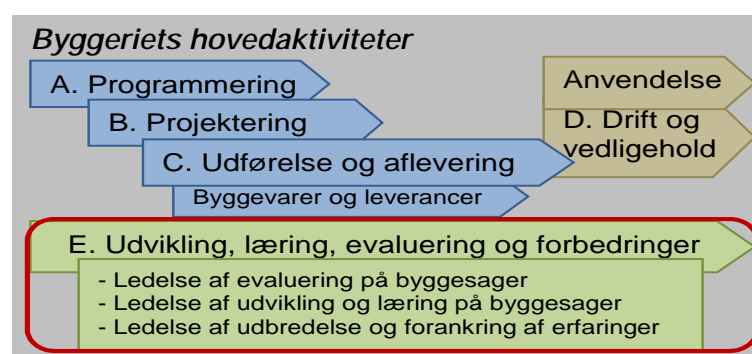 Byggeriets hovedaktiviteter
A. Programmering
B. Projektering
C. Udførelse og aflevering
Byggevarer og leverancer
Anvendelse
D. Drift og
vedligehold
E. Udvikling, læring, evaluering og forbedringer
- Ledelse af evaluering på byggesager
- Ledelse af udvikling og læring på byggesager
- Ledelse af udbredelse og forankring af erfaringer